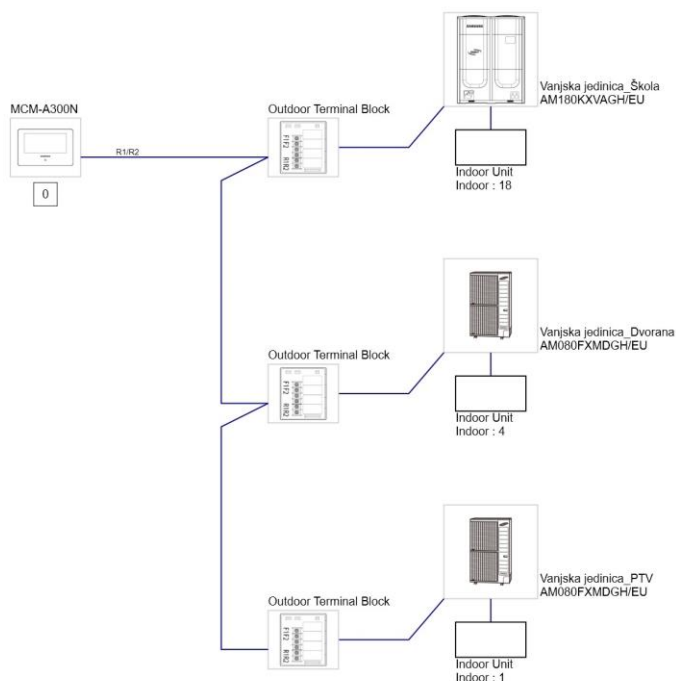 MCM-A300N
0
R1/R2
Outdoor Terminal Block
F1F2
R1R2
SAMSUNG
Vanjska jedinica_Škola
AM180KXVAGH/EU
Indoor Unit
Indoor : 18
Outdoor Terminal Block
F1F2
R1R2
Vanjska jedinica_Dvorana
AM080FXMDGH/EU
Indoor Unit
Indoor : 4
Outdoor Terminal Block
F1F2
R1R2
Vanjska jedinica_PTV
AM080FXMDGH/EU
Indoor Unit
Indoor : 1